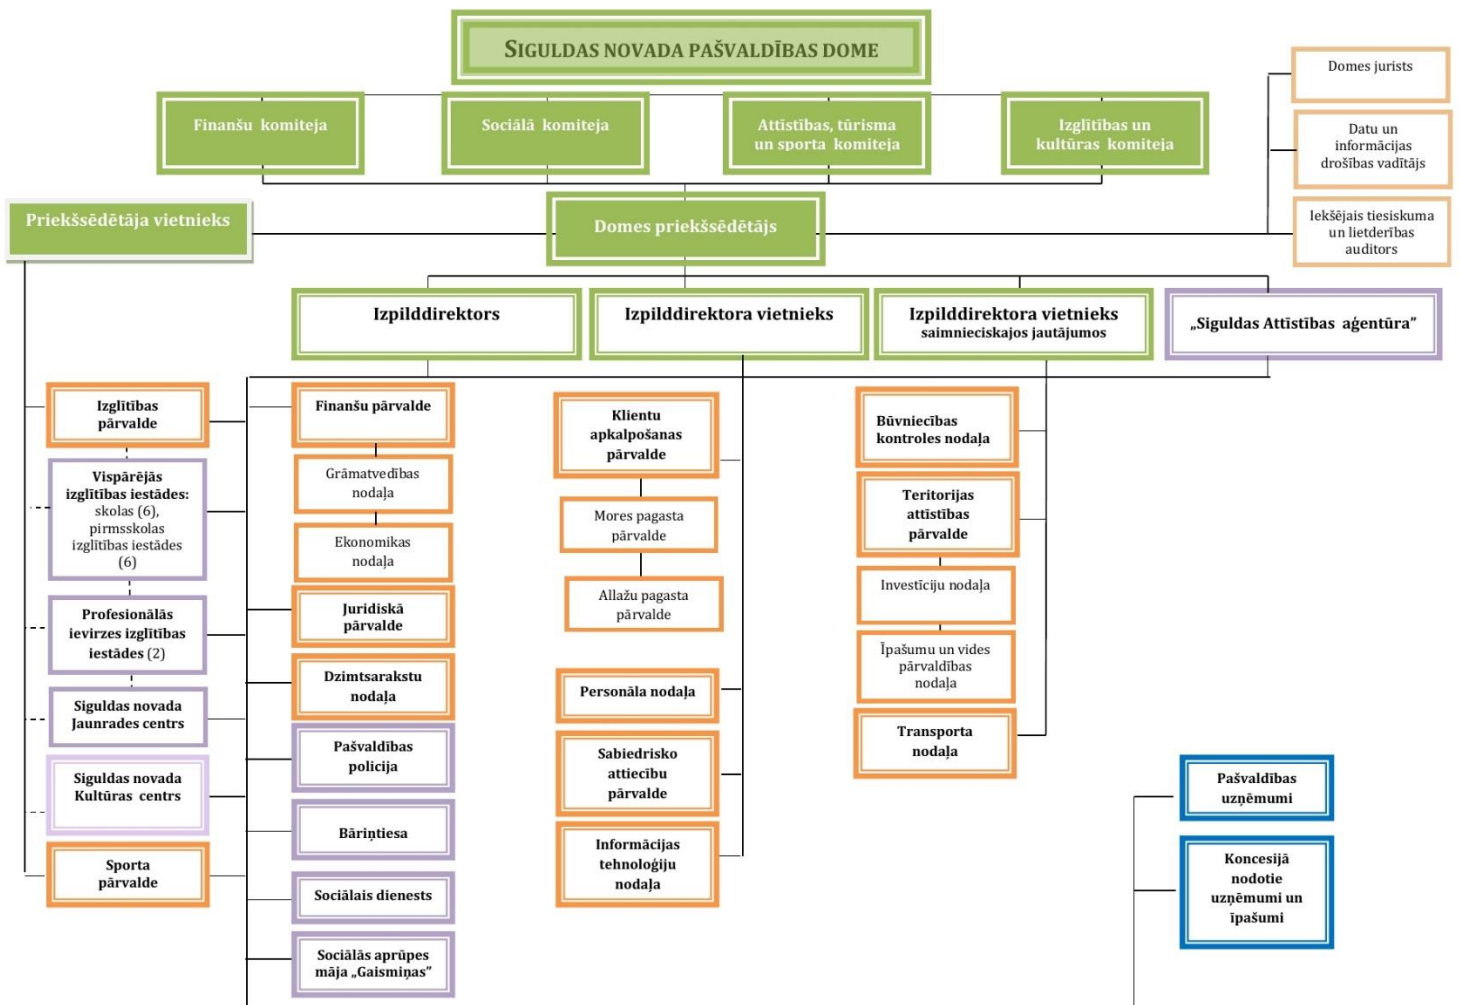 SIGULDAS NOVADA PAŠVALDĪBAS DOME
Finanšu komiteja
Sociālā komiteja
Attīstības, tūrisma
un sporta komiteja
Izglītības un
kultūras komiteja
Domes jurists
Datu un
informācijas
drošības vadītājs
Iekšējais tiesiskuma
un lietderības
auditors
Priekšsēdētāja vietnieks
Domes priekšsēdētājs
Izpilddirektors
Izpilddirektora vietnieks
Izpilddirektora vietnieks
saimnieciskajos jautājumos
„Siguldas Attīstības aģentūra”
Izglītības
pārvalde
Vispārējās
izglītības iestādes:
skolas (6),
pirmsskolas
izglītības iestādes
(6)
Profesionālās
ievirzes izglītības
iestādes (2)
Siguldas novada
Jaunrades centrs
Siguldas novada
Kultūras centrs
Sporta
pārvalde
Finanšu pārvalde
Grāmatvedības
nodaļa
Ekonomikas
nodaļa
Juridiskā
pārvalde
Dzimtsarakstu
nodaļa
Pašvaldības
policija
Bāriņtiesa
Sociālais dienests
Sociālās aprūpes
māja „Gaismiņas”
Klientu
apkalpošanas
pārvalde
Mores pagasta
pārvalde
Allažu pagasta
pārvalde
Personāla nodaļa
Sabiedrisko
attiecību
pārvalde
Informācijas
tehnoloģiju
nodaļa
Būvniecības
kontroles nodaļa
Teritorijas
attīstības
pārvalde
Investīciju nodaļa
Īpašumu un vides
pārvaldības
nodaļa
Transporta
nodaļa
Pašvaldības
uzņēmumi
Koncesijā
nodotie
uzņēmumi un
īpašumi